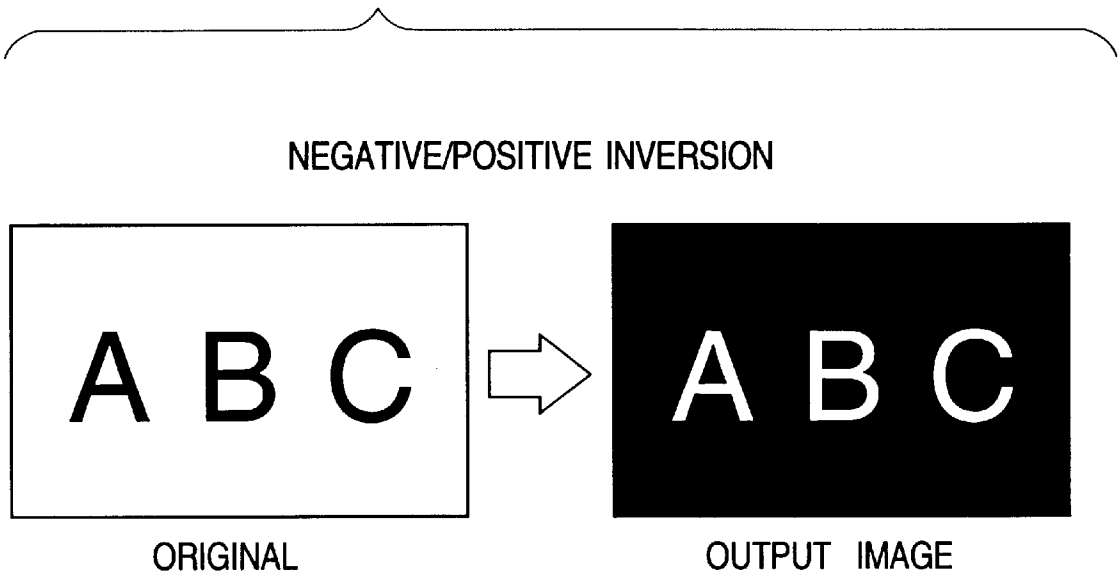 NEGATIVE/POSITIVE INVERSION
A B C
A B C
ORIGINAL
OUTPUT IMAGE